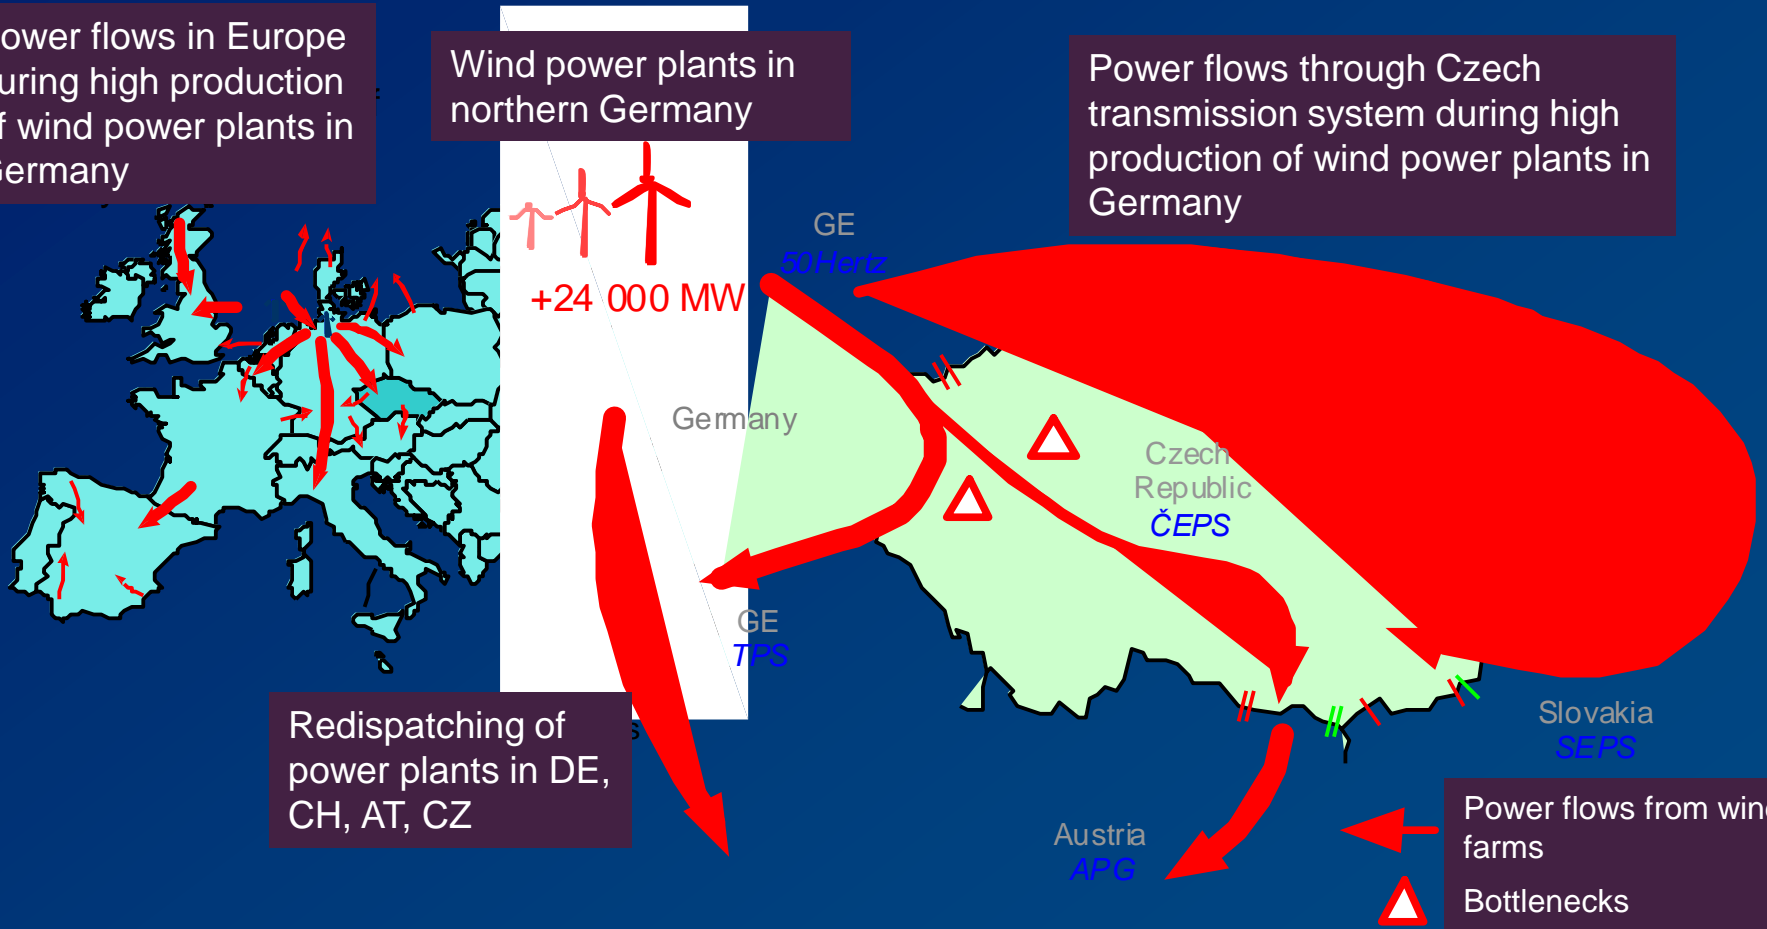 ower flows in Europe
uring high production
f wind power plants in
Germany
Wind power plants in
northern Germany
Power flows through Czech
transmission system during high
production of wind power plants in
Germany
GE
50Hertz
+24 000 MW
Germany
Czech
Republic
ČEPS
GE
TPS
Redispatching of
power plants in DE,
CH, AT, CZ
s
Slovakia
SEPS
Austria
APG
Power flows from win
farms
Bottlenecks